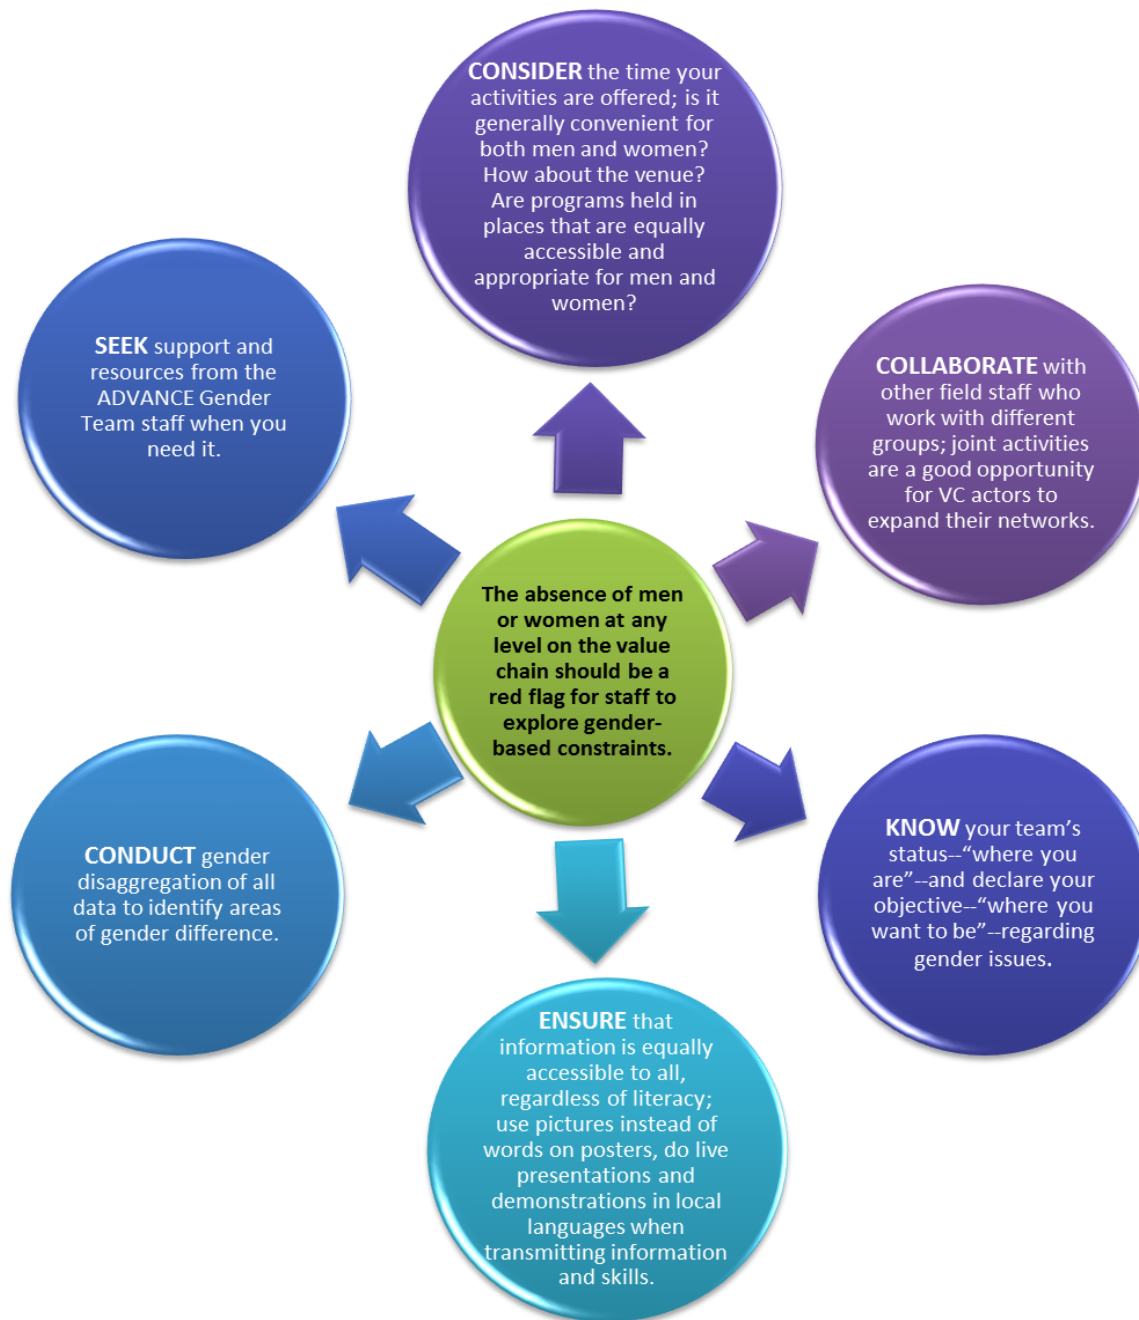 CONSIDER the time your
activities are offered; is it
generally convenient for
both men and women?
How about the venue?
Are programs held in
places that are equally
accessible and
appropriate for men and
women?
COLLABORATE with
other field staff who
work with different
groups; joint activities
are a good opportunity
for VC actors to
expand their networks.
KNOW your team’s
status--“where you
are”--and declare your
objective--“where you
want to be”--regarding
gender issues.
ENSURE that
information is equally
accessible to all,
regardless of literacy;
use pictures instead of
words on posters, do live
presentations and
demonstrations in local
languages when
transmitting information
and skills.
CONDUCT gender
disaggregation of all
data to identify areas
of gender difference.
SEEK support and
resources from the
ADVANCE Gender
Team staff when you
need it.
The absence of men
or women at any
level on the value
chain should be a
red flag for staff to
explore gender-
based constraints.